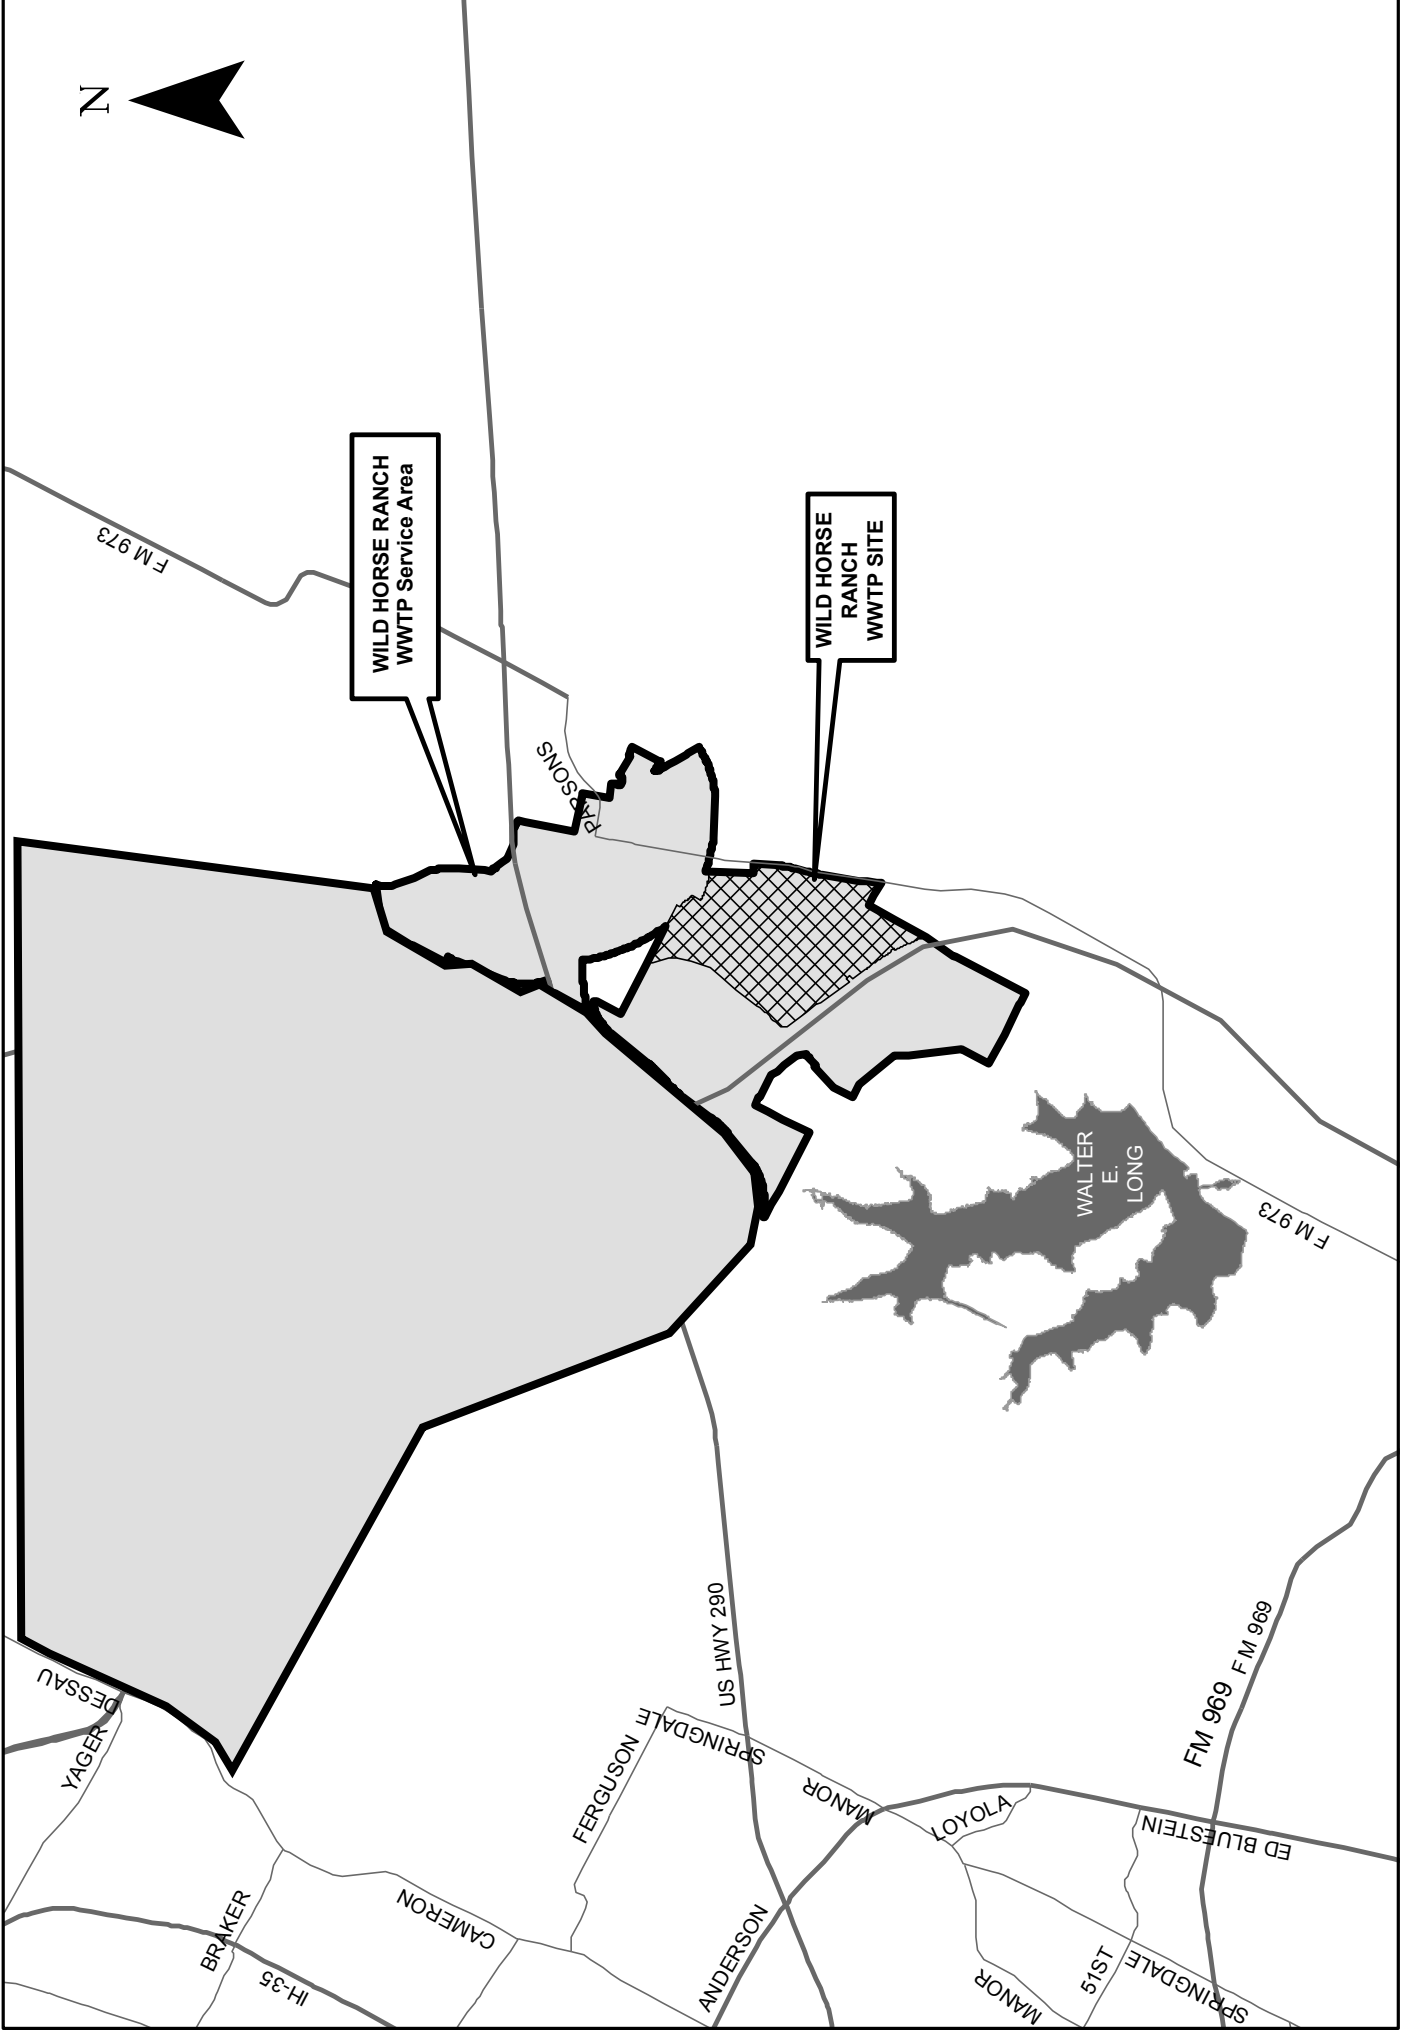 N
F M 973
WILD HORSE RANCH
WWTP Service Area
PARSONS
WILD HORSE
RANCH
WWTP SITE
WALTER
E.
LONG
F M 973
DESSAU
YAGER
BRAKER
IH-35
CAMERON
FERGUSON
SPRINGDALE
US HWY 290
MANOR
ANDERSON
LOYOLA
ED BLUESTEIN
FM 969
F M 969
51ST
MANOR
SPRINGDALE